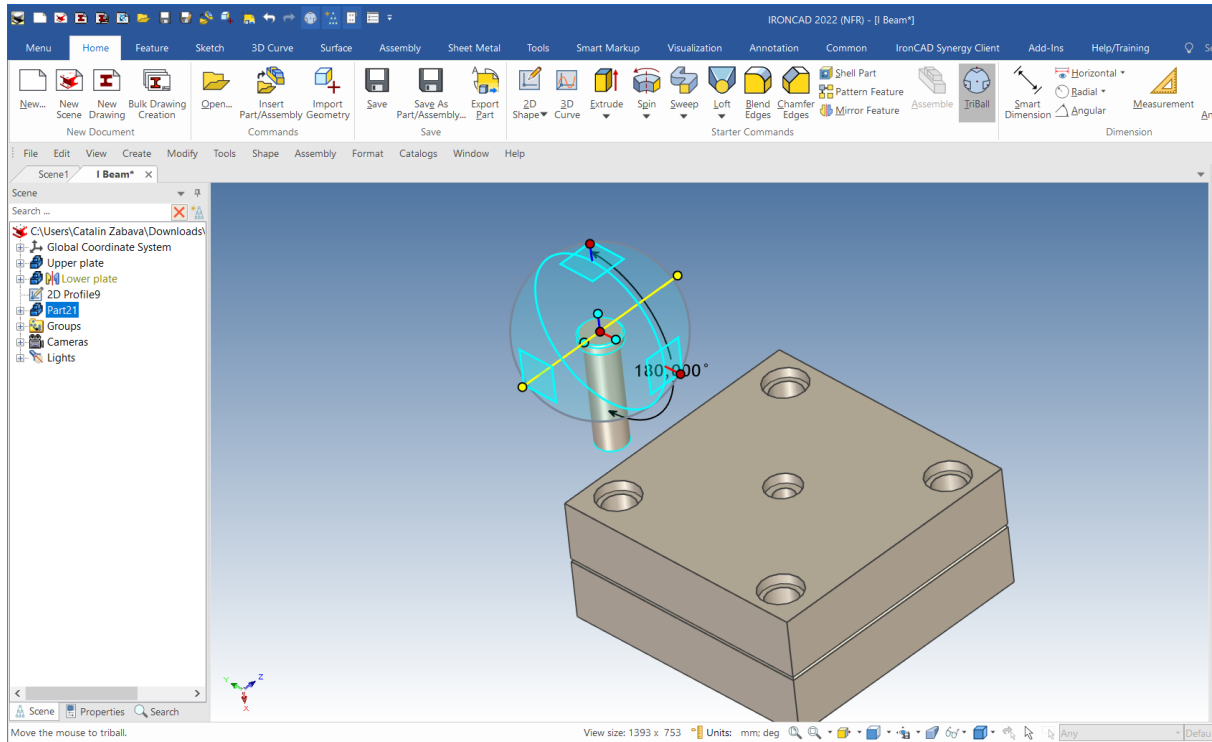 IRONCAD 2022 (NFR) - [I Beam*]
Menu Home Feature Sketch 3D Curve Surface Assembly Sheet Metal Tools Smart Markup Visualization Annotation Common IronCAD Synergy Client Add-Ins Help/Training
New... New Scene New Drawing Bulk Drawing Creation Open... Insert Part/Assembly Import Geometry Save Save As Part/Assembly... Export Part 2D Shape 3D Curve Extrude Spin Sweep Loft Blend Edges Chamfer Edges Shell Part Pattern Feature Mirror Feature Assemble TriBall Smart Dimension Horizontal Radial Angular Measurement
New Document Commands Save Starter Commands Dimension
File Edit View Create Modify Tools Shape Assembly Format Catalogs Window Help
Scene1 I Beam* X
Scene
Search ...
C:\Users\Catalin Zabava\Downloads\
Global Coordinate System
Upper plate
Lower plate
2D Profile9
Part21
Groups
Cameras
Lights
180,000°
Y Z
X
Scene Properties Search
Move the mouse to triball. View size: 1393 x 753 Units: mm; deg Any Defau